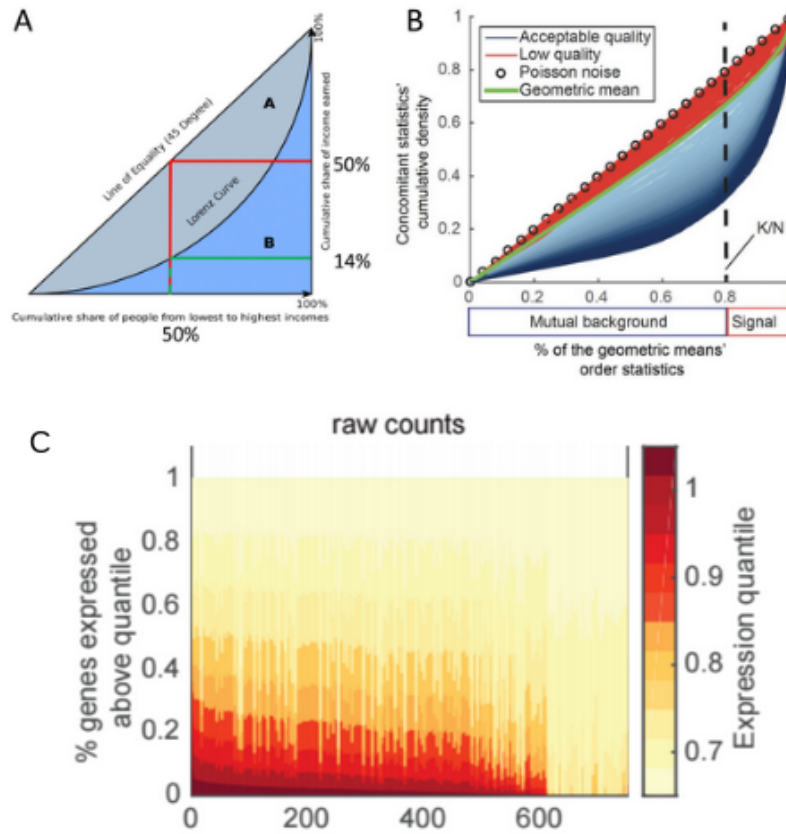 A
100%
Line of Equality (45 Degree)
A
Cumulative share of income earned
50%
Lorenz Curve
B
14%
100%
Cumulative share of people from lowest to highest incomes
50%
B
1
0.8
0.6
0.4
0.2
0
Concomitant statistics'
cumulative density
Acceptable quality
Low quality
Poisson noise
Geometric mean
K/N
0
0.2
0.4
0.6
0.8
Mutual background
Signal
% of the geometric means'
order statistics
C
raw counts
1
0.8
0.6
0.4
0.2
0
% genes expressed
above quantile
0
200
400
600
1
0.9
0.8
0.7
Expression quantile